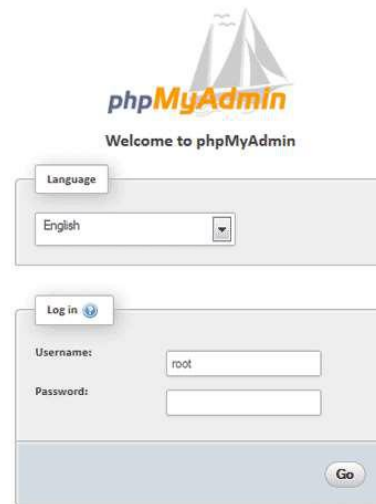 phpMyAdmin
Welcome to phpMyAdmin
Language
English
Log in
Username:
root
Password:
Go